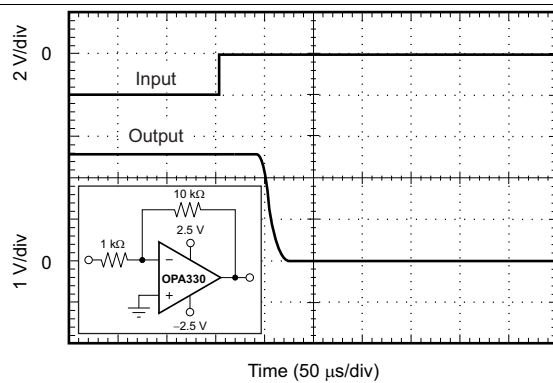 2 V/div
0
Input
Output
10 kΩ
1 kΩ
2.5 V
−
OPA330
+
−2.5 V
1 V/div
0
Time (50 μs/div)